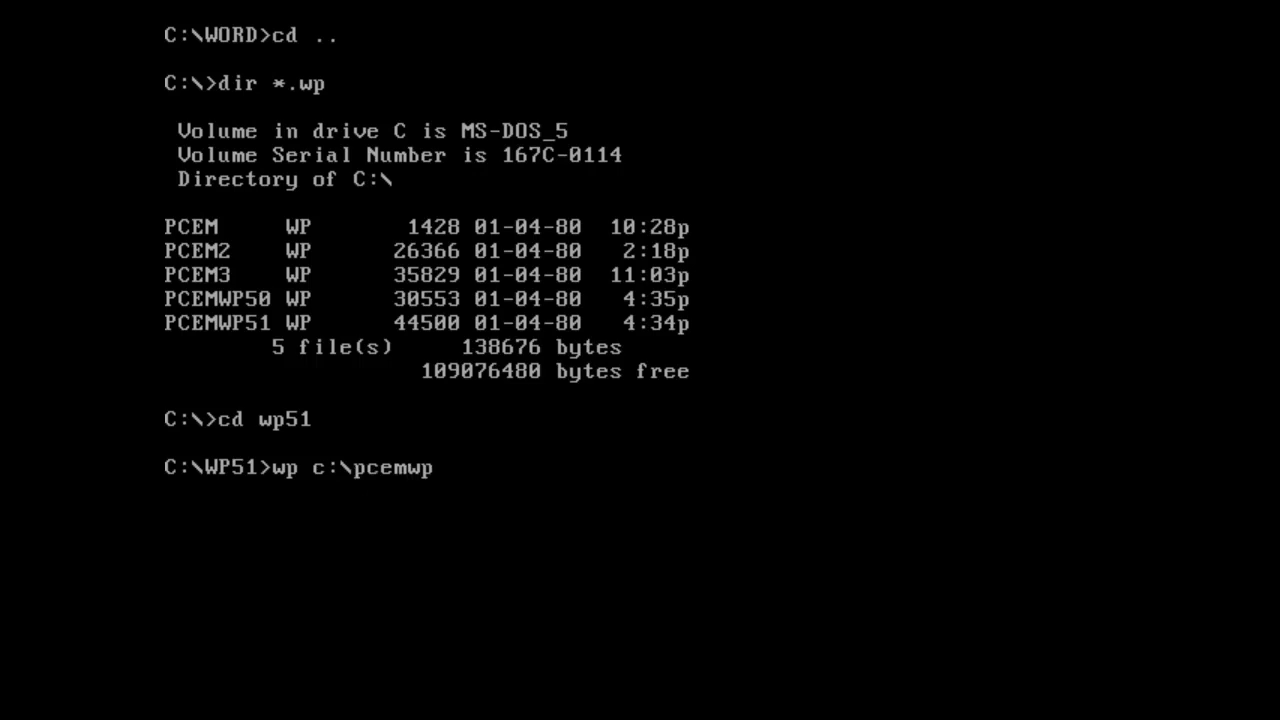 C:\WORD>cd ..
C:\>dir *.wp
Volume in drive C is MS-DOS_5
Volume Serial Number is 167C-0114
Directory of C:\
PCEM     WP       1428 01-04-80  10:28p
PCEM2    WP      26366 01-04-80   2:18p
PCEM3    WP      35829 01-04-80  11:03p
PCEMWP50 WP      30553 01-04-80   4:35p
PCEMWP51 WP      44500 01-04-80   4:34p
5 file(s)     138676 bytes
109076480 bytes free
C:\>cd wp51
C:\WP51>wp c:\pcemwp